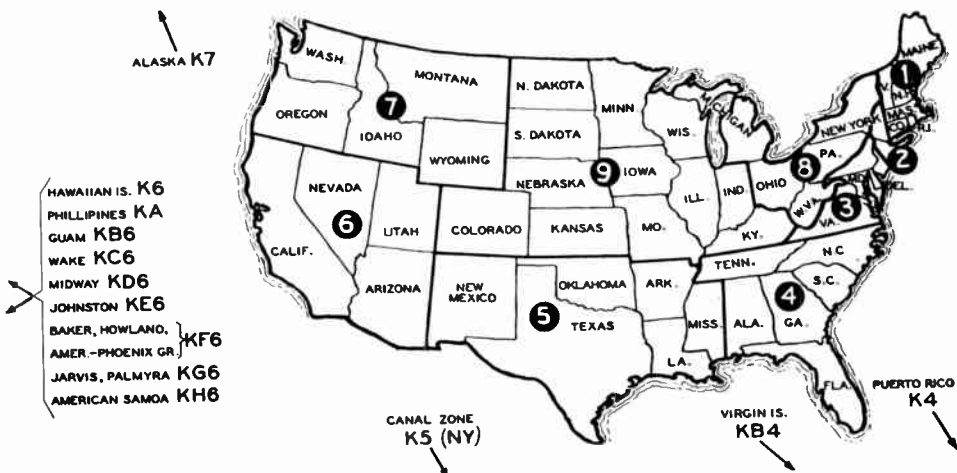 ALASKA K7
HAWAIIAN IS. K6
PHILLIPINES KA
GUAM KB6
WAKE KC6
MIDWAY KD6
JOHNSTON KE6
BAKER, HOWLAND,
AMER.-PHOENIX GR. KF6
JARVIS, PALMYRA KG6
AMERICAN SAMOA KH6
WASH.
OREGON
CALIF.
7
IDAHO
MONTANA
WYOMING
NEVADA
6
UTAH
ARIZONA
COLORADO
NEW
MEXICO
N. DAKOTA
S. DAKOTA
NEBRASKA
9
KANSAS
OKLAHOMA
5
TEXAS
MINN.
IOWA
MO.
ARK.
LA.
WIS.
MICHIGAN
ILL.
IND.
OHIO
KY.
TENN.
MISS.
ALA.
4
GA.
FLA.
S.C.
N.C.
VA.
3
W.VA.
8
PA.
2
DEL.
NEW YORK
MAINE
1
V.
N.H.
MAS.
CO.
R.I.
CANAL ZONE
K5 (NY)
VIRGIN IS.
KB4
PUERTO RICO
K4